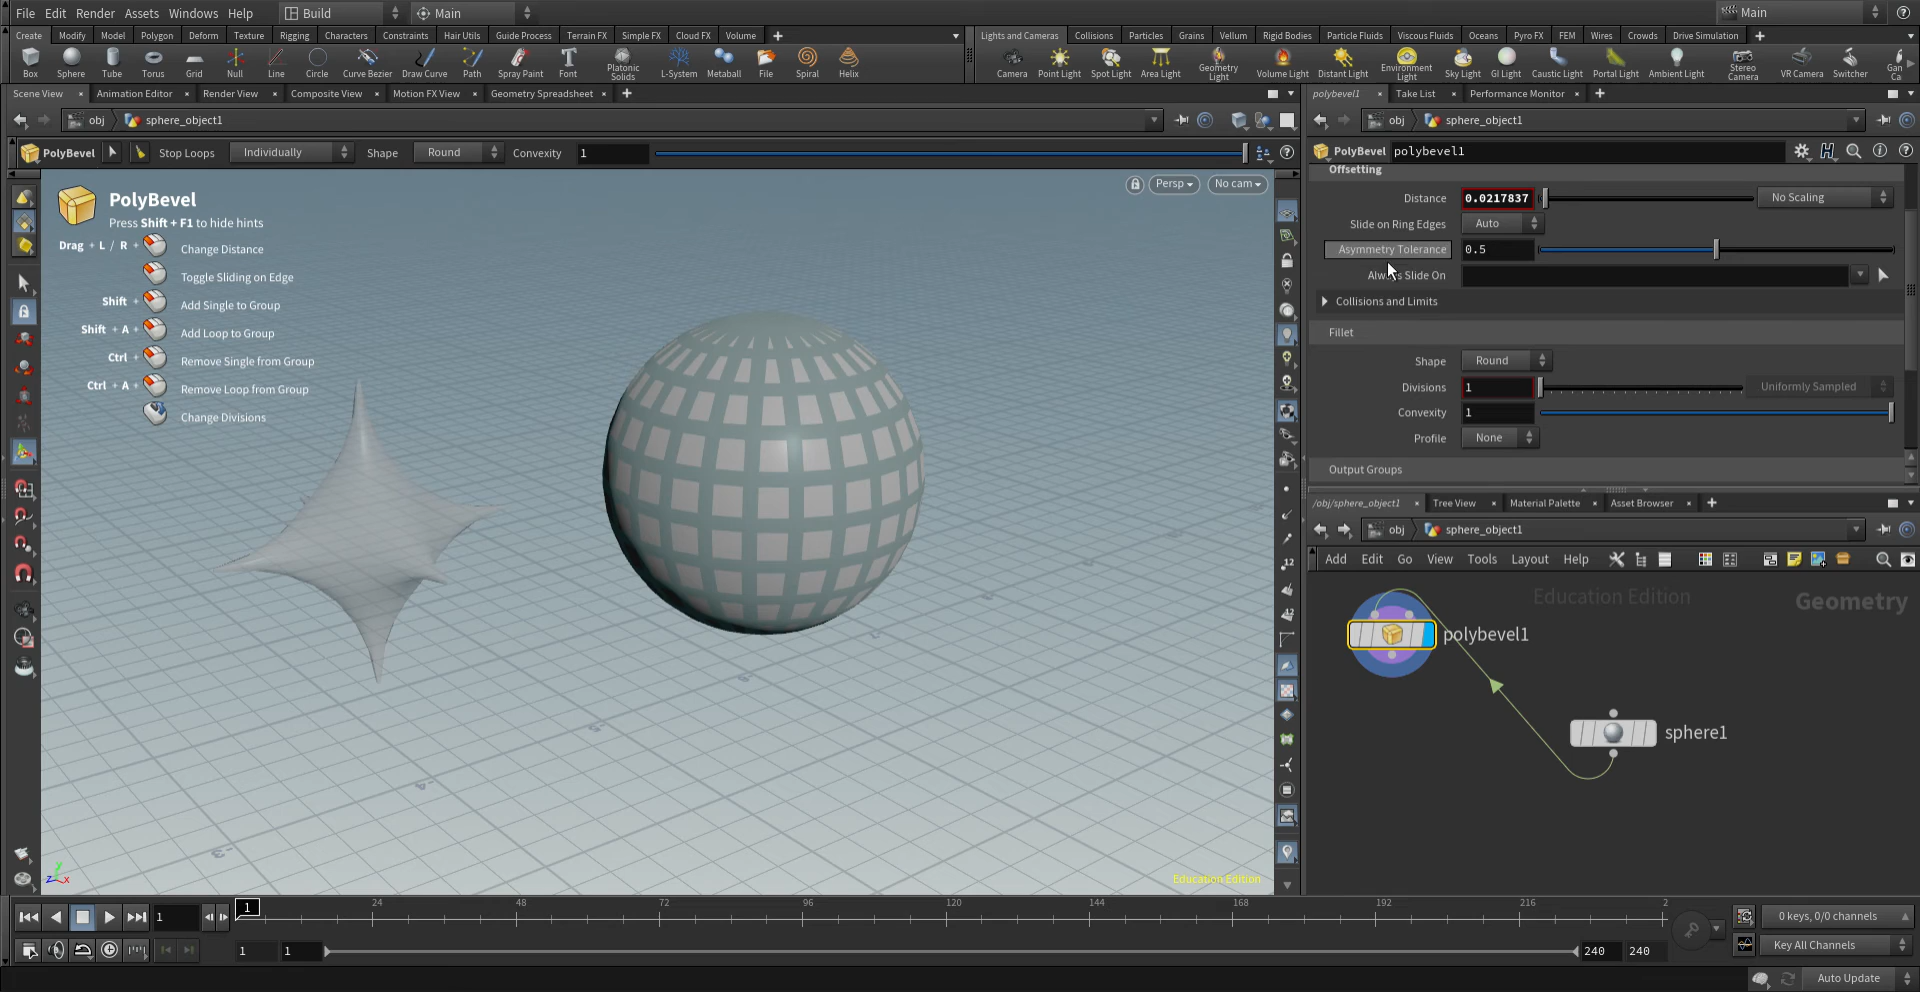 File Edit Render Assets Windows Help Build Main Main
Create Modify Model Polygon Deform Texture Rigging Characters Constraints Hair Utils Guide Process Terrain FX Simple FX Cloud FX Volume
Lights and Cameras Collisions Particles Grains Vellum Rigid Bodies Particle Fluids Viscous Fluids Oceans Pyro FX FEM Wires Crowds Drive Simulation
Box Sphere Tube Torus Grid Null Line Circle Curve Bezier Draw Curve Path Spray Paint Font Platonic Solids L-System Metaball File Spiral Helix
Camera Point Light Spot Light Area Light Geometry Light Volume Light Distant Light Environment Light Sky Light GI Light Caustic Light Portal Light Ambient Light Stereo Camera VR Camera Switcher Gan Ca
Scene View Animation Editor Render View Composite View Motion FX View Geometry Spreadsheet
polybevel1 Take List Performance Monitor
obj sphere_object1
obj sphere_object1
PolyBevel Stop Loops Individually Shape Round Convexity 1
PolyBevel polybevel1
PolyBevel
Press Shift + F1 to hide hints
Persp No cam
Drag + L / R + Change Distance
Toggle Sliding on Edge
Shift + Add Single to Group
Shift + A + Add Loop to Group
Ctrl + Remove Single from Group
Ctrl + A + Remove Loop from Group
Change Divisions
Offsetting
Distance 0.0217837 No Scaling
Slide on Ring Edges Auto
Asymmetry Tolerance 0.5
Always Slide On
Collisions and Limits
Fillet
Shape Round
Divisions 1 Uniformly Sampled
Convexity 1
Profile None
Output Groups
/obj/sphere_object1 Tree View Material Palette Asset Browser
obj sphere_object1
Add Edit Go View Tools Layout Help
Education Edition Geometry
polybevel1
sphere1
Education Edition
z x y
1 1 24 48 72 96 120 144 168 192 216 2
0 keys, 0/0 channels
1 1 240 240 Key All Channels
Auto Update